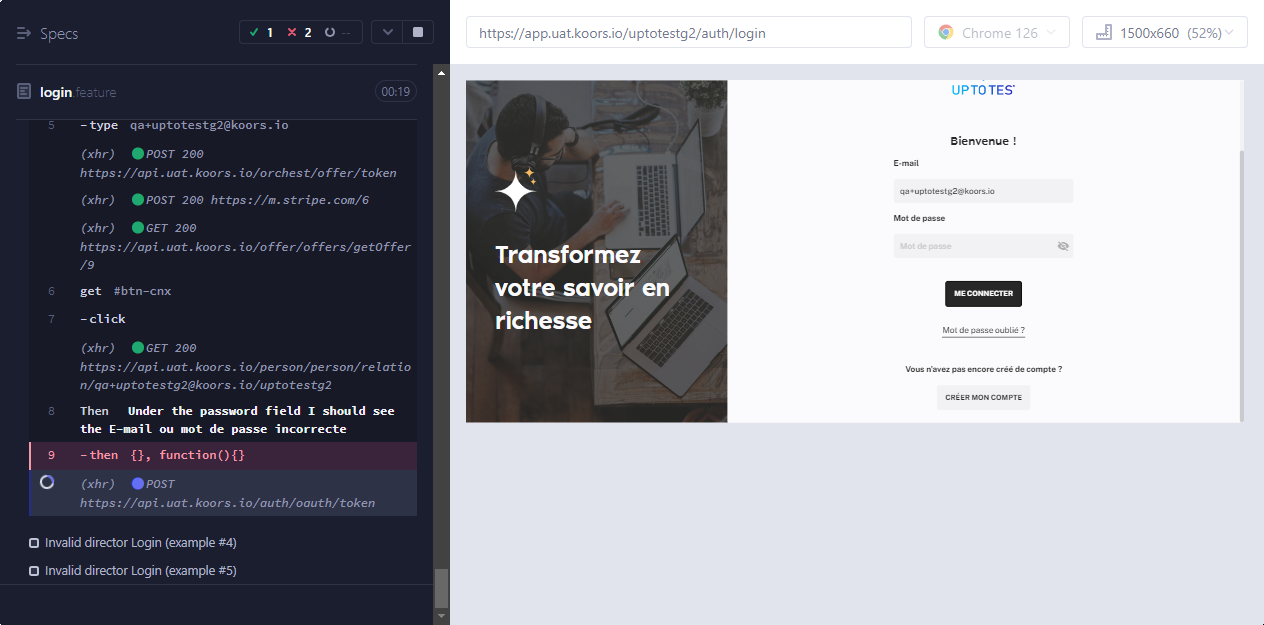 Specs
1
2
--
login.feature
00:19
5 -type qa+uptotestg2@koors.io
(xhr) POST 200
https://api.uat.koors.io/orchest/offer/token
(xhr) POST 200 https://m.stripe.com/6
(xhr) GET 200
https://api.uat.koors.io/offer/offers/getOffer
/9
6 get #btn-cnx
7 -click
(xhr) GET 200
https://api.uat.koors.io/person/person/relatio
n/qa+uptotestg2@koors.io/uptotestg2
8 Then Under the password field I should see
the E-mail ou mot de passe incorrecte
9 -then {}, function(){}
(xhr) POST
https://api.uat.koors.io/auth/oauth/token
Invalid director Login (example #4)
Invalid director Login (example #5)
https://app.uat.koors.io/uptotestg2/auth/login
Chrome 126
1500x660 (52%)
Transformez
votre savoir en
richesse
UPTOTES
Bienvenue !
E-mail
qa+uptotestg2@koors.io
Mot de passe
Mot de passe
ME CONNECTER
Mot de passe oublié ?
Vous n'avez pas encore créé de compte ?
CRÉER MON COMPTE